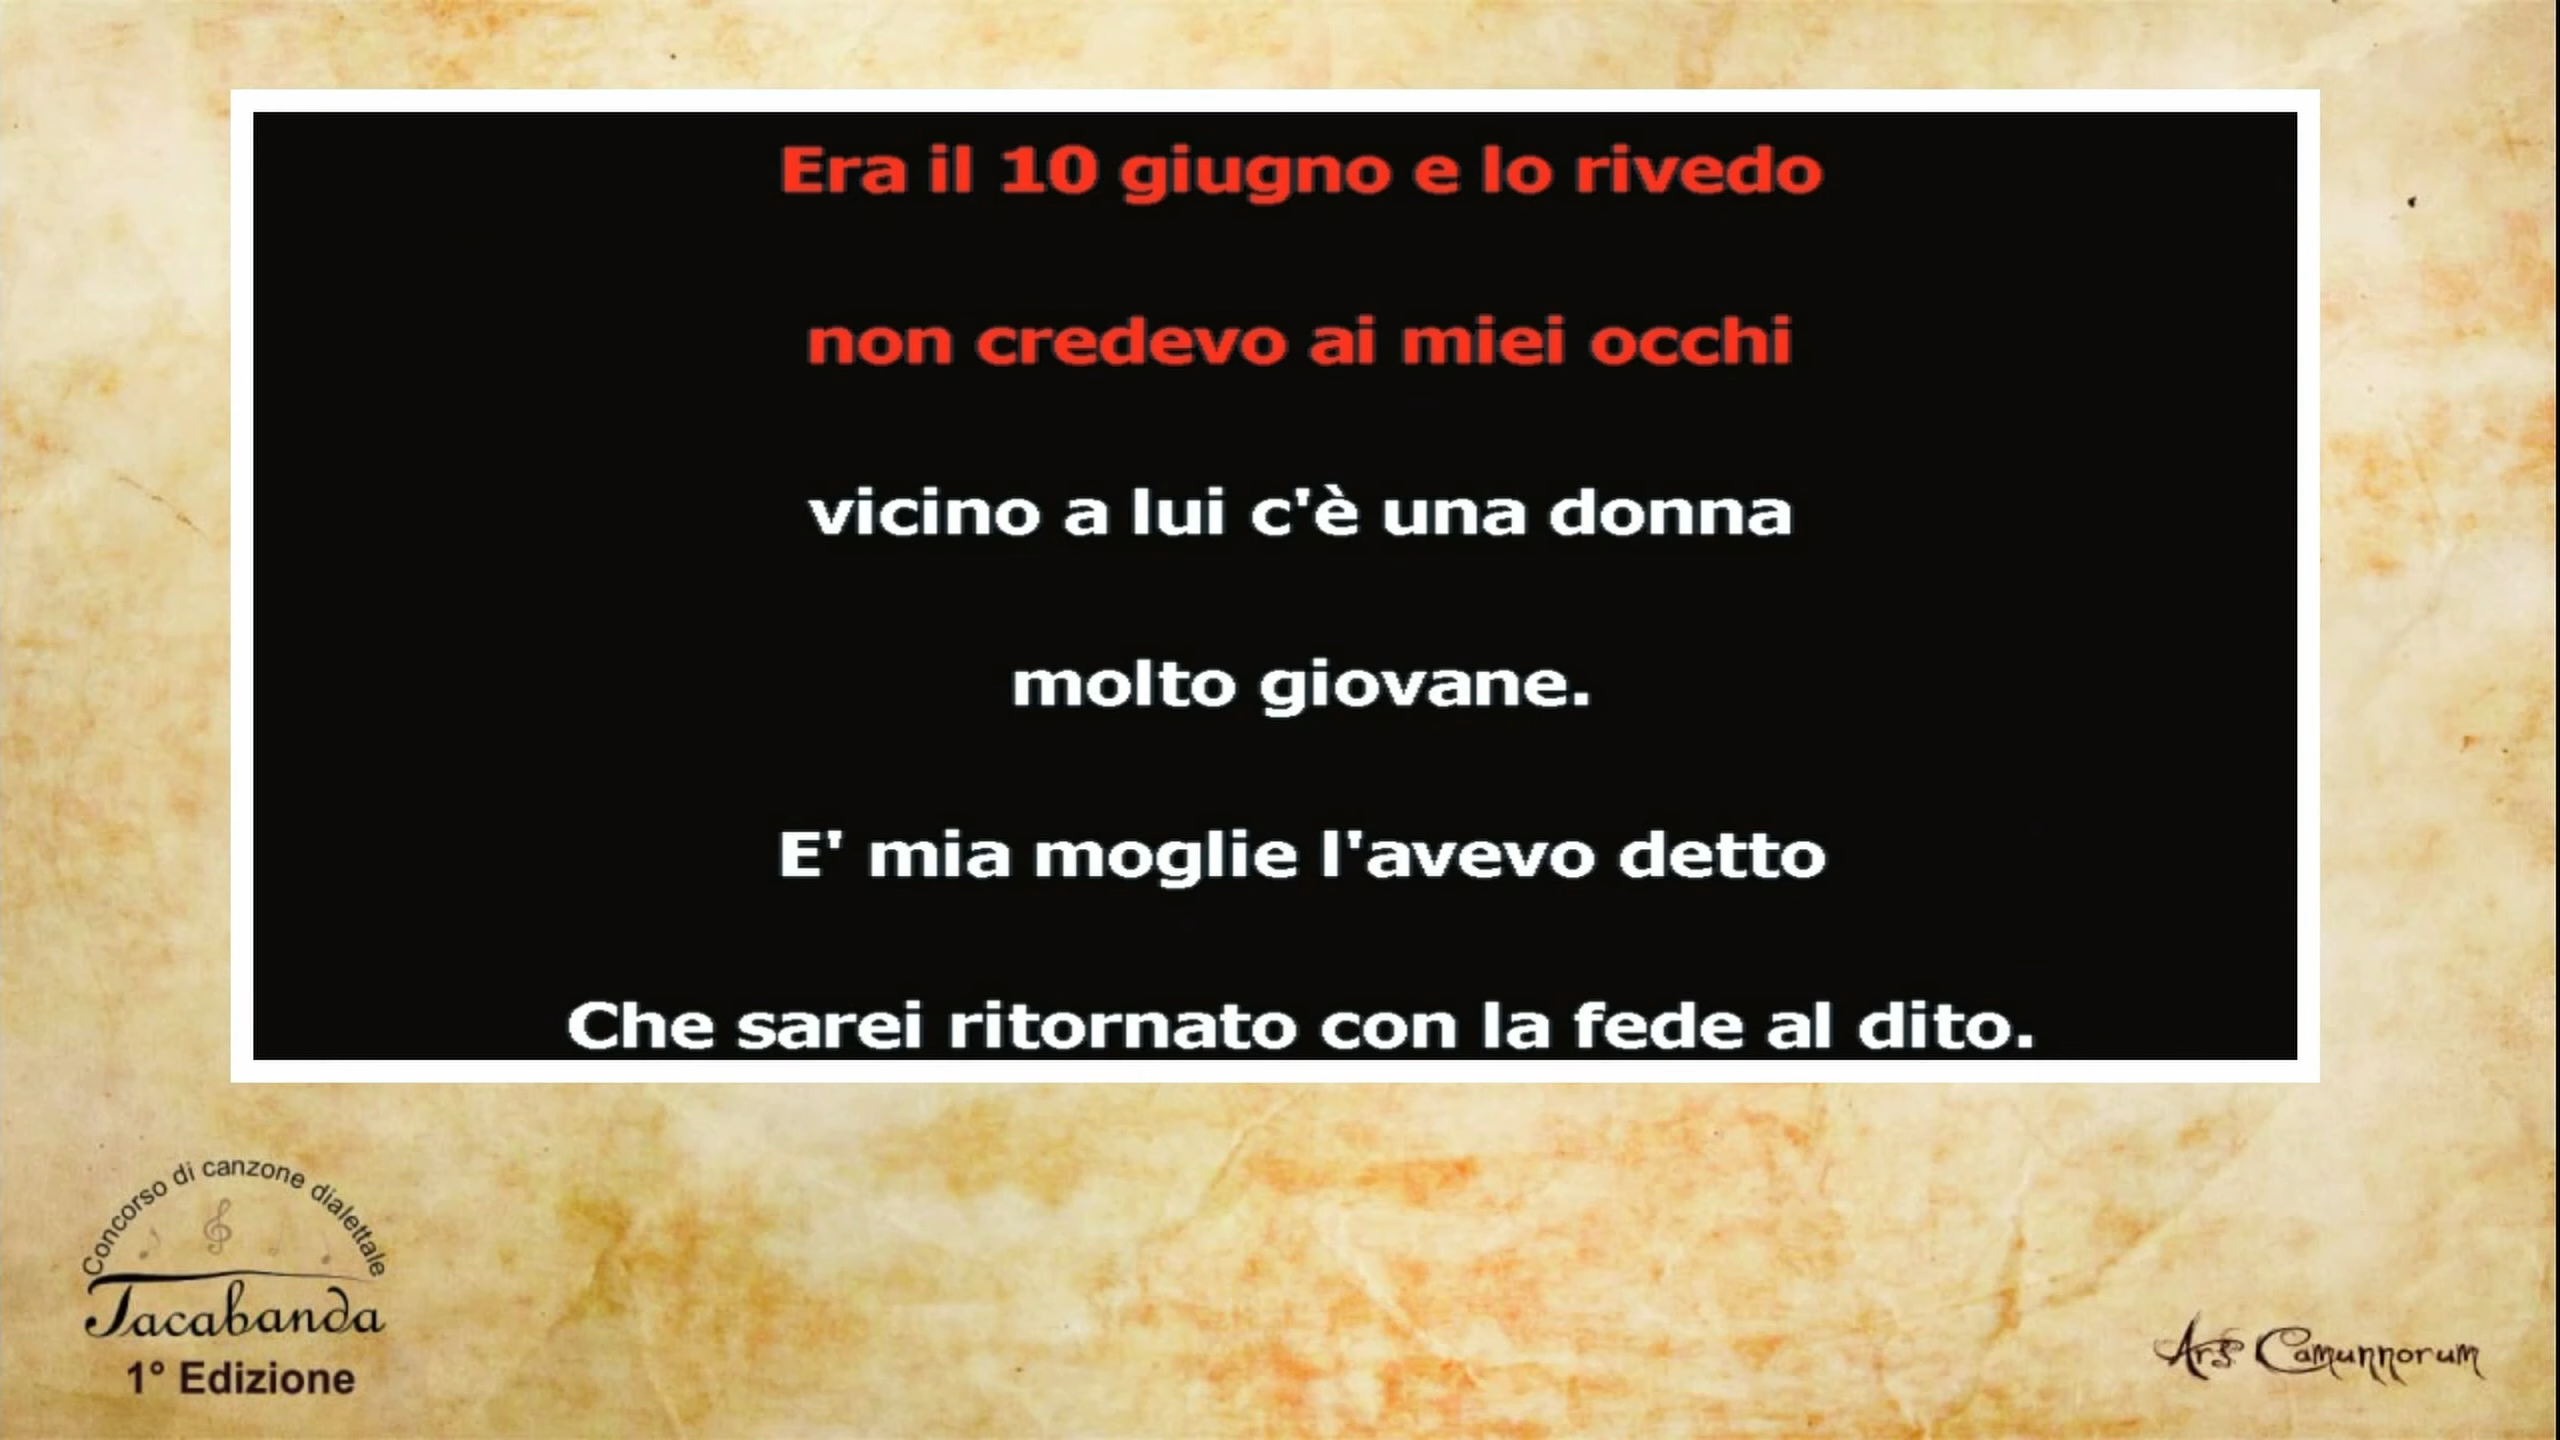 Era il 10 giugno e lo rivedo
non credevo ai miei occhi
vicino a lui c'è una donna
molto giovane.
E' mia moglie l'avevo detto
Che sarei ritornato con la fede al dito.
Concorso di canzone dialettale
Tacabanda
1° Edizione
Ars Camunnorum